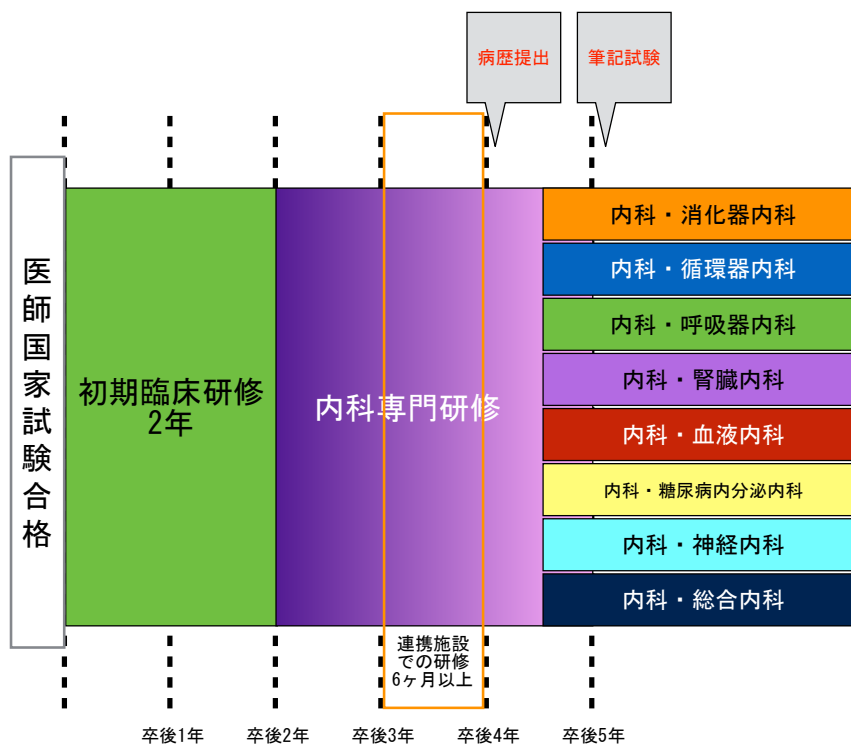 病歴提出
筆記試験
医師国家試験合格
初期臨床研修
2年
内科専門研修
内科・消化器内科
内科・循環器内科
内科・呼吸器内科
内科・腎臓内科
内科・血液内科
内科・糖尿病内分泌内科
内科・神経内科
内科・総合内科
連携施設
での研修
6ヶ月以上
卒後1年
卒後2年
卒後3年
卒後4年
卒後5年